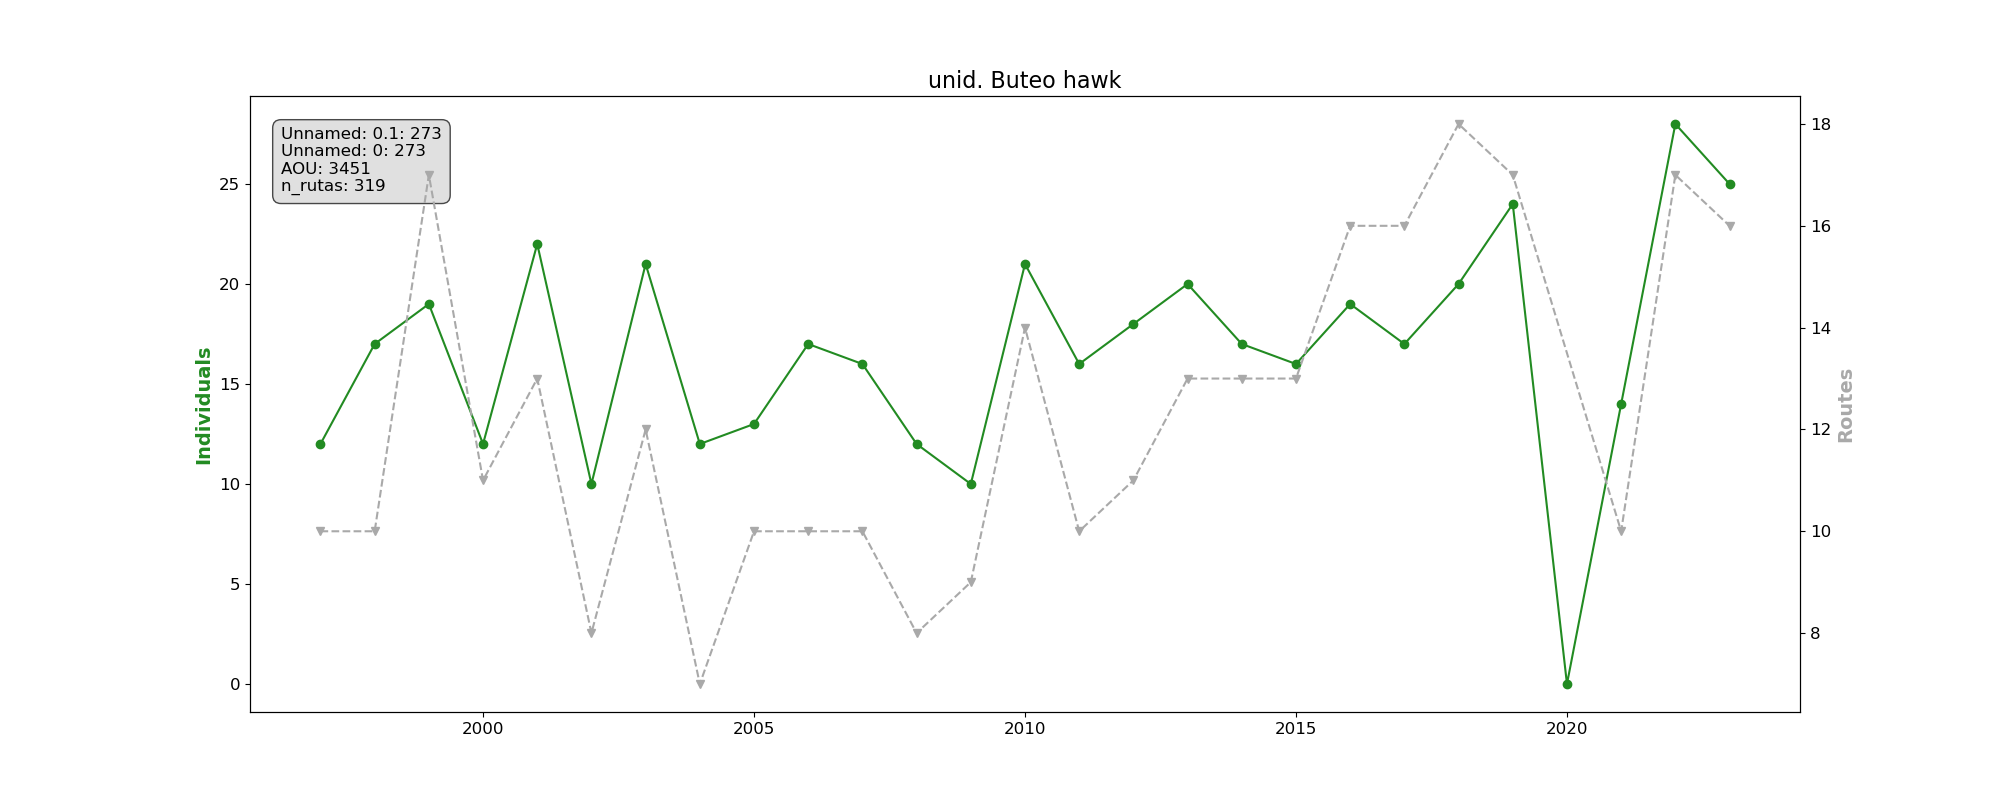 unid. Buteo hawk
Unnamed: 0.1: 273
Unnamed: 0: 273
AOU: 3451
n_rutas: 319
Individuals
25
20
15
10
5
0
2000
2005
2010
2015
2020
18
16
14
12
10
8
Routes